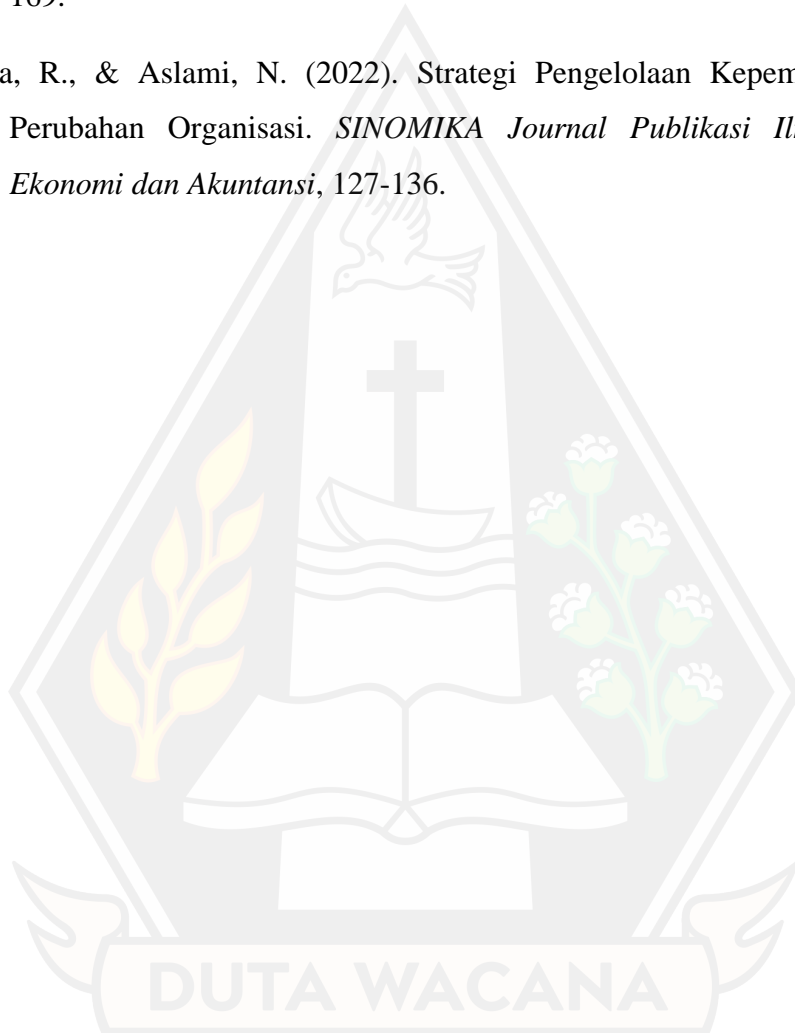 169.
a, R., & Aslami, N. (2022). Strategi Pengelolaan Kepem
Perubahan Organisasi. SINOMIKA Journal Publikasi Il
Ekonomi dan Akuntansi, 127-136.
DUTA WACANA